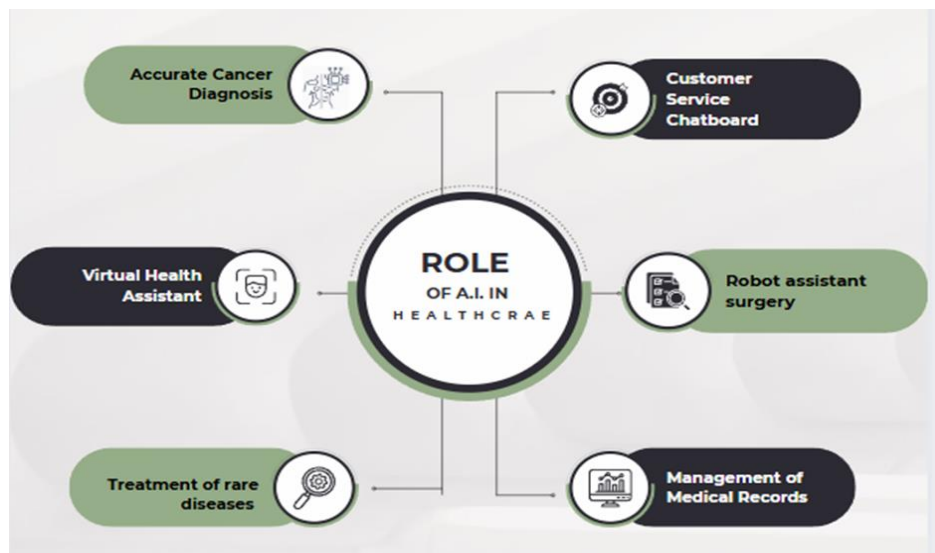 Accurate Cancer
Diagnosis
Customer
Service
Chatboard
ROLE
OF A.I. IN
HEALTHCRAE
Virtual Health
Assistant
Robot assistant
surgery
Treatment of rare
diseases
Management of
Medical Records